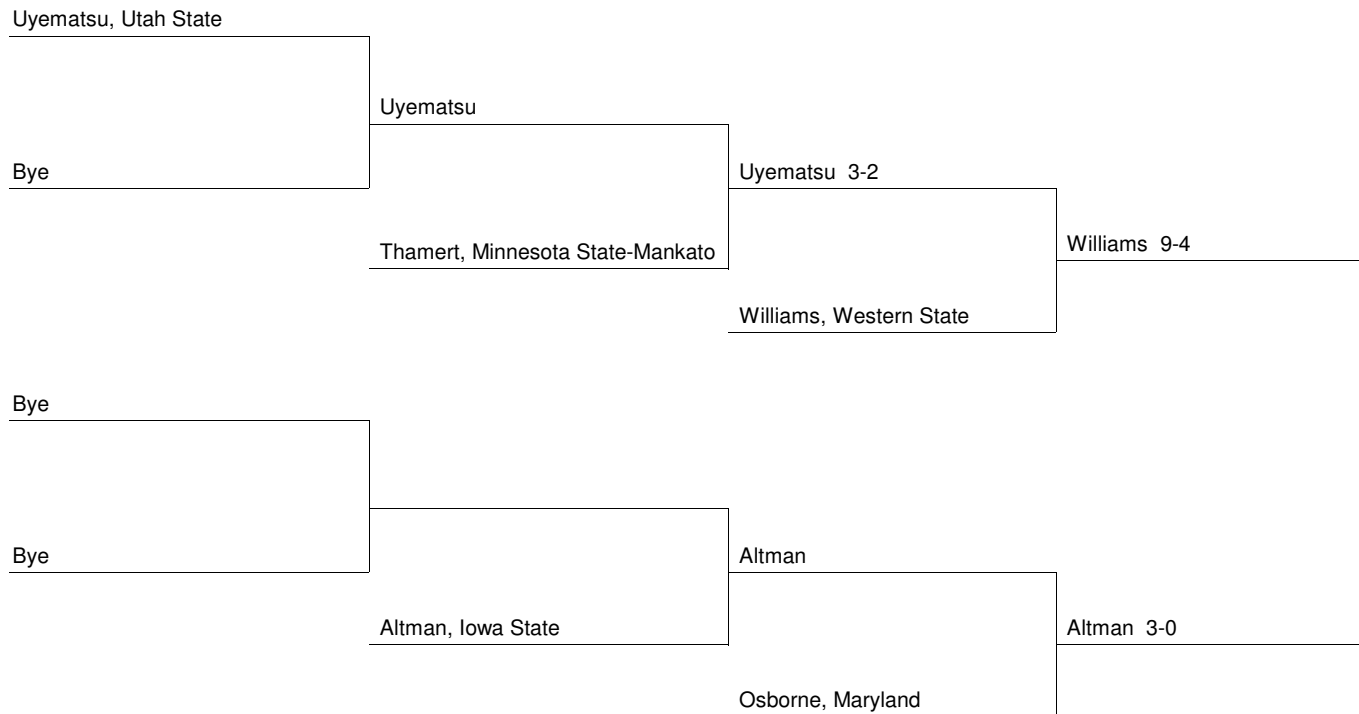 Uyematsu, Utah State
Uyematsu
Bye
Uyematsu 3-2
Thamert, Minnesota State-Mankato
Williams 9-4
Williams, Western State
Bye
Bye
Altman
Altman, Iowa State
Altman 3-0
Osborne, Maryland